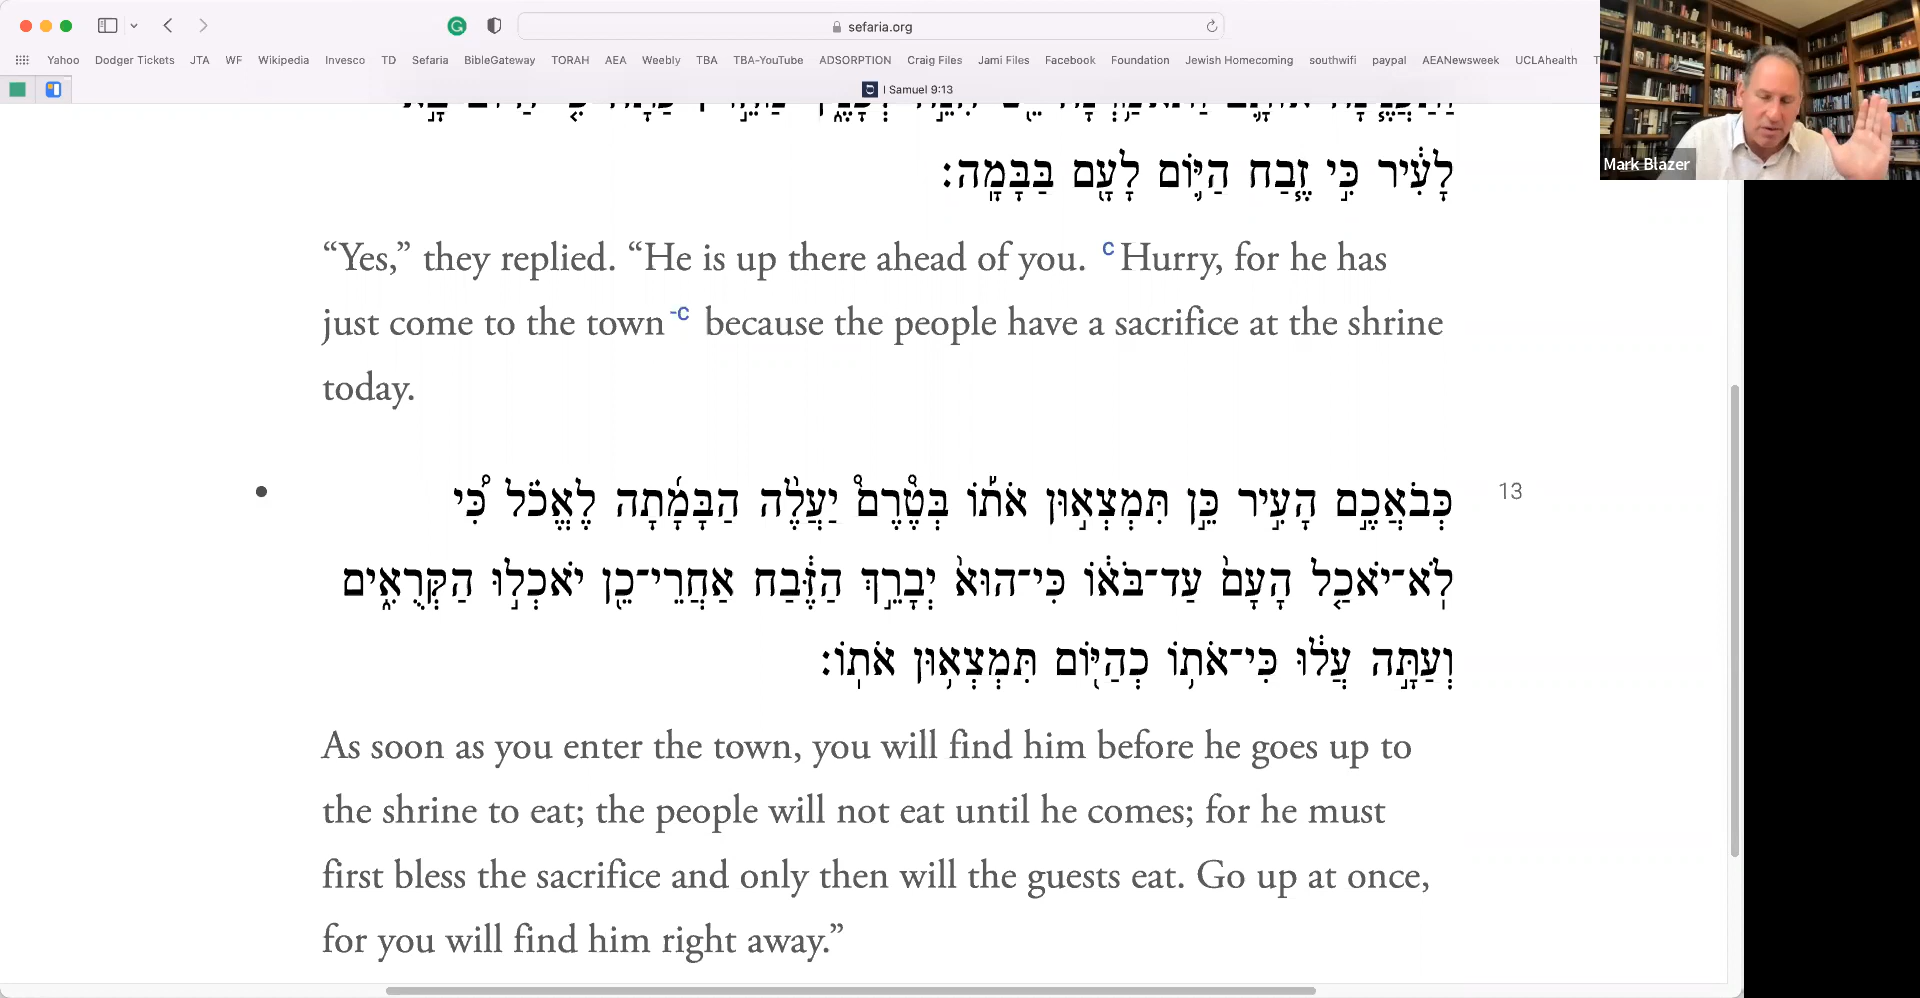 sefaria.org
Yahoo Dodger Tickets JTA WF Wikipedia Invesco TD Sefaria BibleGateway TORAH AEA Weebly TBA TBA-YouTube ADSORPTION Craig Files Jami Files Facebook Foundation Jewish Homecoming southwifi paypal AEANewsweek UCLAhealth
I Samuel 9:13
Mark Blazer
לָעִ֔יר כִּ֣י זֶ֧בַח הַיּ֛וֹם לָעָ֖ם בַּבָּמָֽה׃
“Yes,” they replied. “He is up there ahead of you. c Hurry, for he has
just come to the town -c because the people have a sacrifice at the shrine
today.
13
כְּבֹאֲכֶ֣ם הָעִ֣יר כֵּ֣ן תִּמְצְא֣וּן אֹת֡וֹ בְּטֶ֩רֶם֩ יַעֲלֶ֨ה הַבָּמָ֜תָה לֶאֱכֹ֗ל כִּ֠י
לֹֽא־יֹאכַ֤ל הָעָם֙ עַד־בֹּא֔וֹ כִּי־הוּא֙ יְבָרֵ֣ךְ הַזֶּ֔בַח אַחֲרֵי־כֵ֖ן יֹאכְל֣וּ הַקְּרֻאִ֑ים
וְעַתָּ֣ה עֲל֔וּ כִּֽי־אֹת֥וֹ כְהַיּ֖וֹם תִּמְצְא֥וּן אֹתֽוֹ׃
As soon as you enter the town, you will find him before he goes up to
the shrine to eat; the people will not eat until he comes; for he must
first bless the sacrifice and only then will the guests eat. Go up at once,
for you will find him right away.”